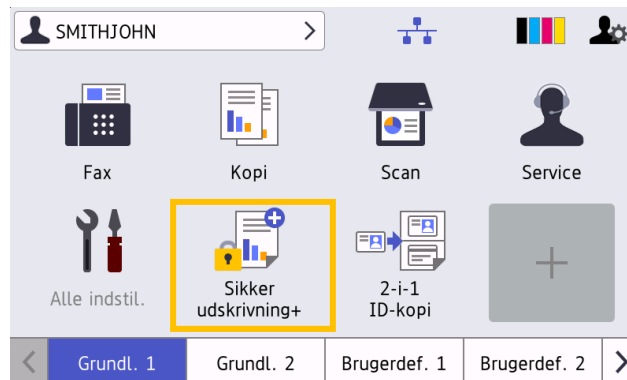 SMITHJOHN
Fax
Kopi
Scan
Service
Alle indstil.
Sikker
udskrivning+
2-i-1
ID-kopi
Grundl. 1
Grundl. 2
Brugerdef. 1
Brugerdef. 2